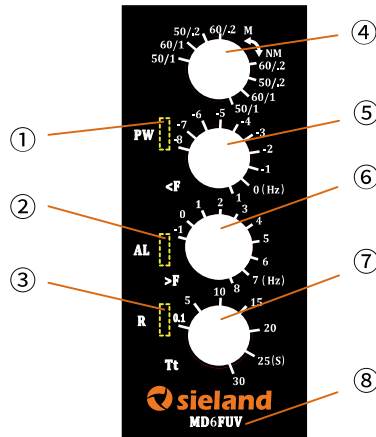 50/.2 60/.2 M ④
60/1 NM
50/1 60/.2
50/.2
60/1
50/1
① PW -8 -7 -6 -5 -4 -3 -2 -1 0(Hz) 1 ⑤
<F
② AL -1 0 1 2 3 4 5 6 7(Hz) 8 ⑥
>F
③ R 0.1 5 10 15 20 25(S) 30 ⑦
Tt
sieland
MD6FUV ⑧